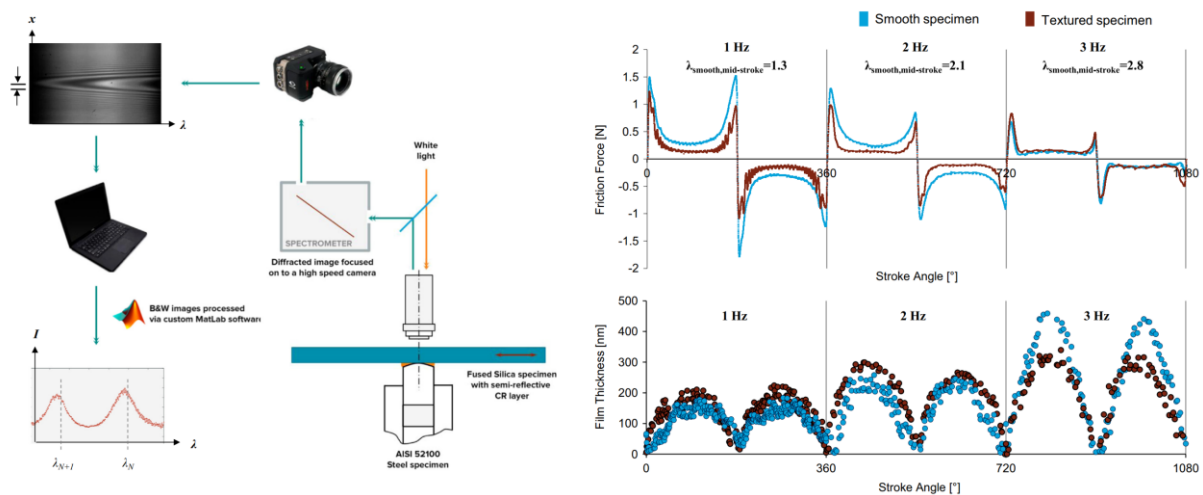 x
λ
White
light
SPECTROMETER
Diffracted image focused
on to a high speed camera
B&W images processed
via custom MatLab software
I
λN+1
λN
λ
Fused Silica specimen
with semi-reflective
CR layer
AISI 52100
Steel specimen
Smooth specimen
Textured specimen
1 Hz
2 Hz
3 Hz
λsmooth,mid-stroke=1.3
λsmooth,mid-stroke=2.1
λsmooth,mid-stroke=2.8
Friction Force [N]
2
1.5
1
0.5
0
-0.5
-1
-1.5
-2
0
360
720
1080
Stroke Angle [°]
1 Hz
2 Hz
3 Hz
Film Thickness [nm]
500
400
300
200
100
0
0
360
720
1080
Stroke Angle [°]